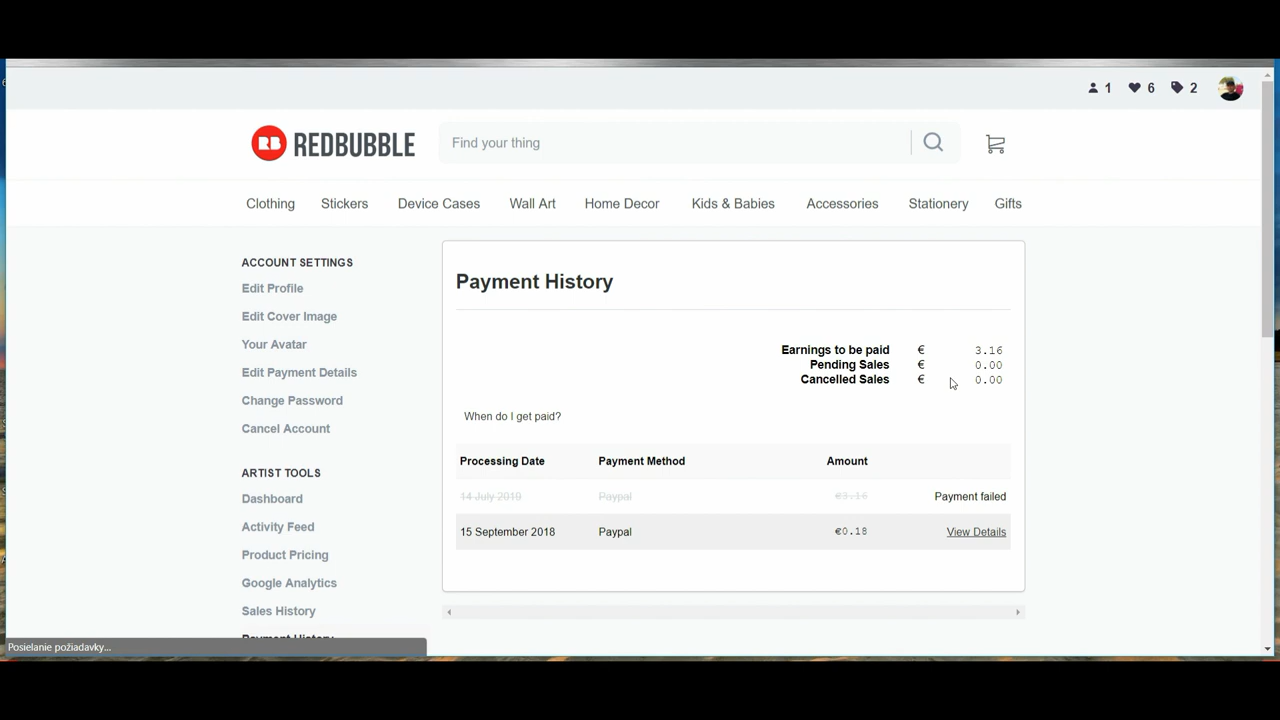 1 6 2
RB REDBUBBLE Find your thing
Clothing Stickers Device Cases Wall Art Home Decor Kids & Babies Accessories Stationery Gifts
ACCOUNT SETTINGS
Edit Profile
Edit Cover Image
Your Avatar
Edit Payment Details
Change Password
Cancel Account
ARTIST TOOLS
Dashboard
Activity Feed
Product Pricing
Google Analytics
Sales History
Payment History
Payment History
Earnings to be paid € 3.16
Pending Sales € 0.00
Cancelled Sales € 0.00
When do I get paid?
Processing Date Payment Method Amount
14 July 2019 Paypal €3.16 Payment failed
15 September 2018 Paypal €0.18 View Details
Posielanie požiadavky...